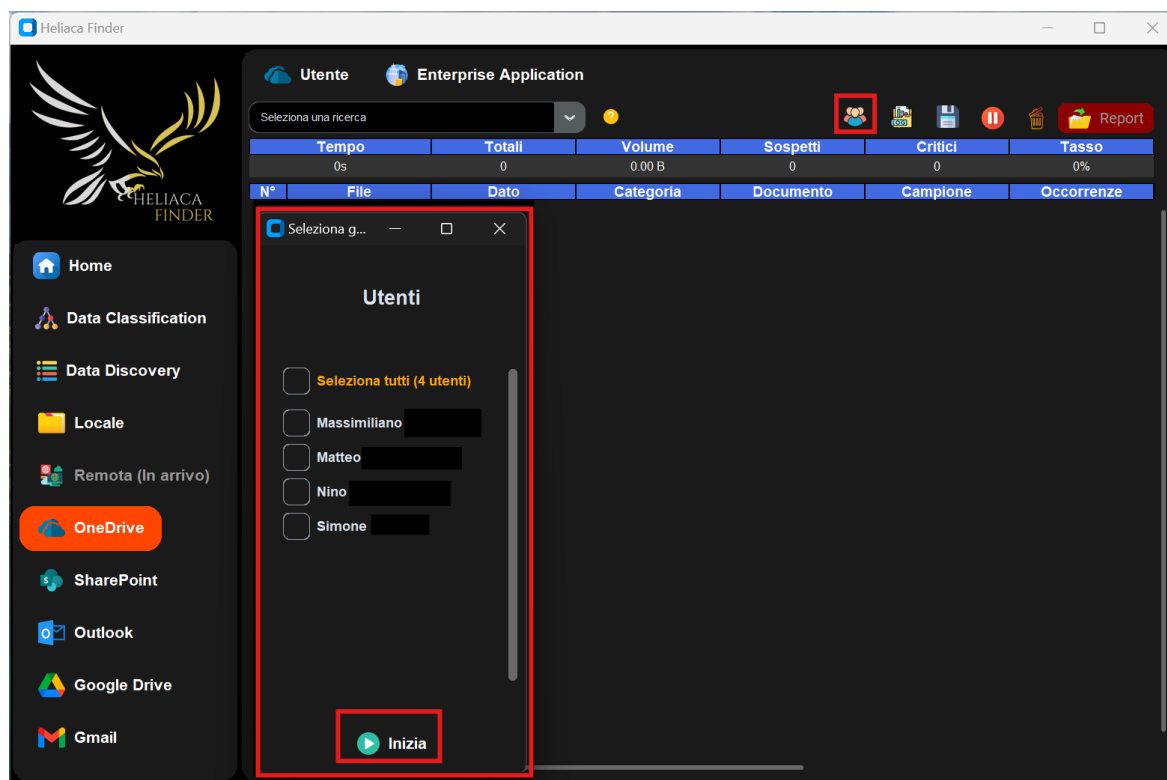 Heliaca Finder
HELIACA
FINDER
Home
Data Classification
Data Discovery
Locale
Remota (In arrivo)
OneDrive
SharePoint
Outlook
Google Drive
Gmail
Utente Enterprise Application
Seleziona una ricerca ? LOG Report
Tempo Totali Volume Sospetti Critici Tasso
0s 0 0.00 B 0 0 0%
N° File Dato Categoria Documento Campione Occorrenze
Seleziona g...
Utenti
Seleziona tutti (4 utenti)
Massimiliano
Matteo
Nino
Simone
Inizia